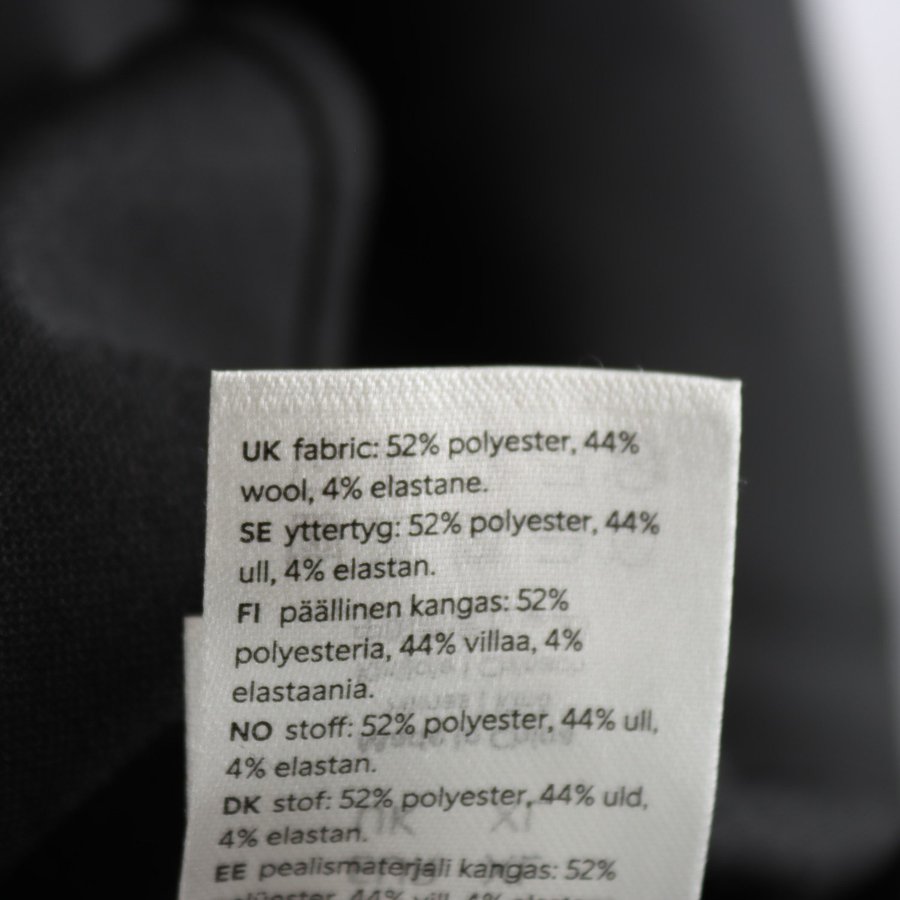 UK fabric: 52% polyester, 44%
wool, 4% elastane.
SE yttertyg: 52% polyester, 44%
ull, 4% elastan.
FI päällinen kangas: 52%
polyesteria, 44% villaa, 4%
elastaania.
NO stoff: 52% polyester, 44% ull,
4% elastan.
DK stof: 52% polyester, 44% uld,
4% elastan.
EE pealismaterjali kangas: 52%